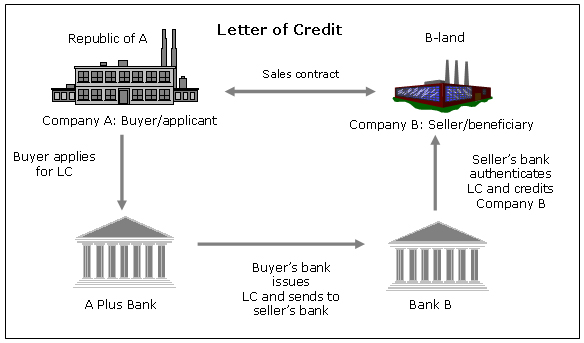 Letter of Credit
Republic of A
B-land
Sales contract
Company A: Buyer/applicant
Company B: Seller/beneficiary
Buyer applies
for LC
Seller's bank
authenticates
LC and credits
Company B
Buyer's bank
issues
LC and sends to
seller's bank
A Plus Bank
Bank B